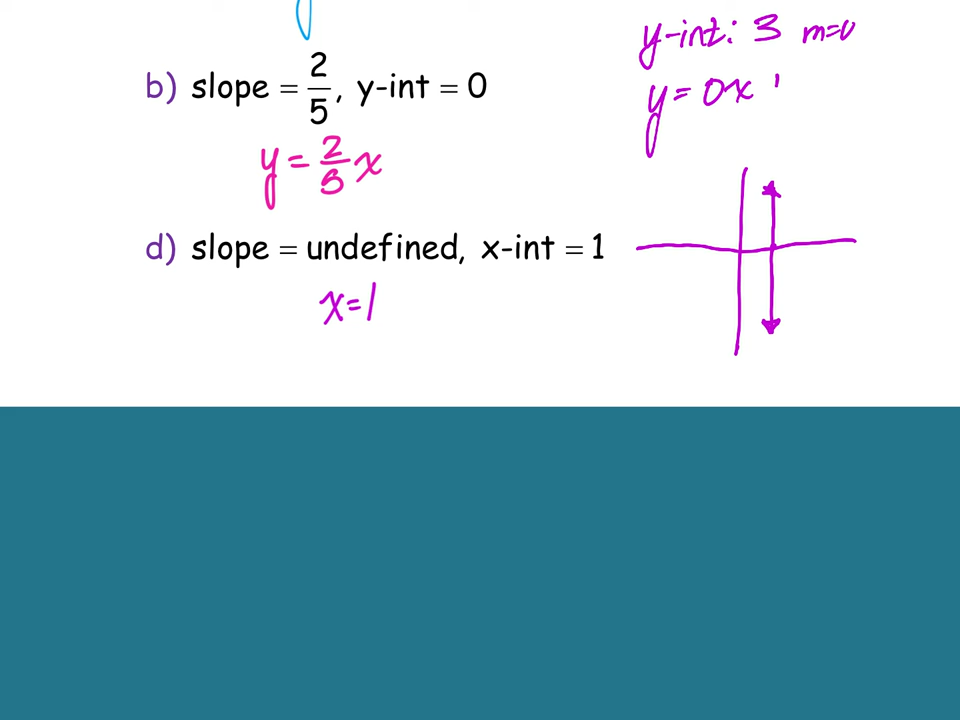 y-int: 3 m=0
b) slope = 2/5, y-int = 0
y = 0x
y = 2/5 x
d) slope = undefined, x-int = 1
x=1